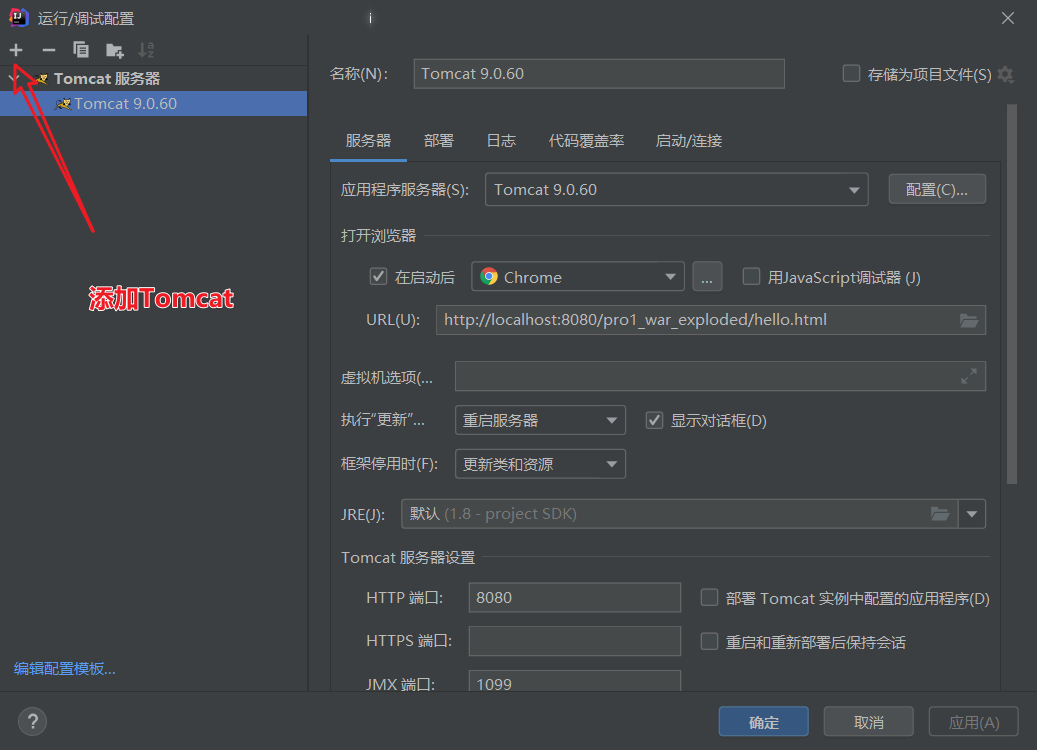 运行/调试配置
Tomcat 服务器
Tomcat 9.0.60
添加Tomcat
编辑配置模板...
名称(N):
Tomcat 9.0.60
存储为项目文件(S)
服务器 部署 日志 代码覆盖率 启动/连接
应用程序服务器(S): Tomcat 9.0.60 配置(C)...
打开浏览器
在启动后 Chrome ... 用JavaScript调试器 (J)
URL(U): http://localhost:8080/pro1_war_exploded/hello.html
虚拟机选项(...
执行“更新”... 重启服务器 显示对话框(D)
框架停用时(F): 更新类和资源
JRE(J): 默认 (1.8 - project SDK)
Tomcat 服务器设置
HTTP 端口: 8080 部署 Tomcat 实例中配置的应用程序(D)
HTTPS 端口: 重启和重新部署后保持会话
JMX 端口: 1099
? 确定 取消 应用(A)